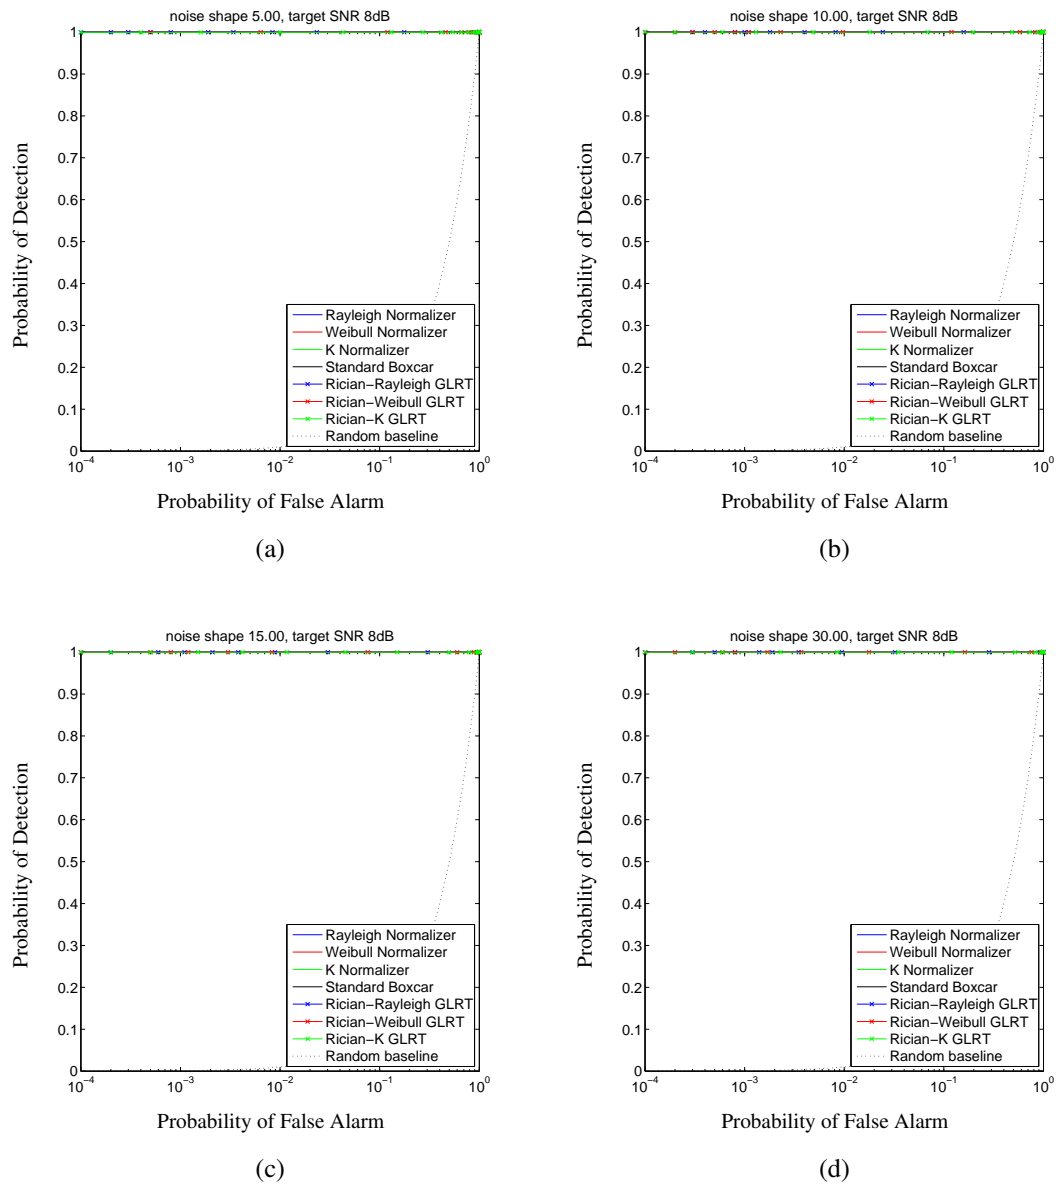 noise shape 5.00, target SNR 8dB
1
0.9
0.8
0.7
0.6
0.5
0.4
0.3
0.2
0.1
0
Probability of Detection
Rayleigh Normalizer
Weibull Normalizer
K Normalizer
Standard Boxcar
Rician−Rayleigh GLRT
Rician−Weibull GLRT
Rician−K GLRT
Random baseline
10⁻⁴ 10⁻³ 10⁻² 10⁻¹ 10⁰
Probability of False Alarm
(a)
noise shape 10.00, target SNR 8dB
1
0.9
0.8
0.7
0.6
0.5
0.4
0.3
0.2
0.1
0
Probability of Detection
Rayleigh Normalizer
Weibull Normalizer
K Normalizer
Standard Boxcar
Rician−Rayleigh GLRT
Rician−Weibull GLRT
Rician−K GLRT
Random baseline
10⁻⁴ 10⁻³ 10⁻² 10⁻¹ 10⁰
Probability of False Alarm
(b)
noise shape 15.00, target SNR 8dB
1
0.9
0.8
0.7
0.6
0.5
0.4
0.3
0.2
0.1
0
Probability of Detection
Rayleigh Normalizer
Weibull Normalizer
K Normalizer
Standard Boxcar
Rician−Rayleigh GLRT
Rician−Weibull GLRT
Rician−K GLRT
Random baseline
10⁻⁴ 10⁻³ 10⁻² 10⁻¹ 10⁰
Probability of False Alarm
(c)
noise shape 30.00, target SNR 8dB
1
0.9
0.8
0.7
0.6
0.5
0.4
0.3
0.2
0.1
0
Probability of Detection
Rayleigh Normalizer
Weibull Normalizer
K Normalizer
Standard Boxcar
Rician−Rayleigh GLRT
Rician−Weibull GLRT
Rician−K GLRT
Random baseline
10⁻⁴ 10⁻³ 10⁻² 10⁻¹ 10⁰
Probability of False Alarm
(d)